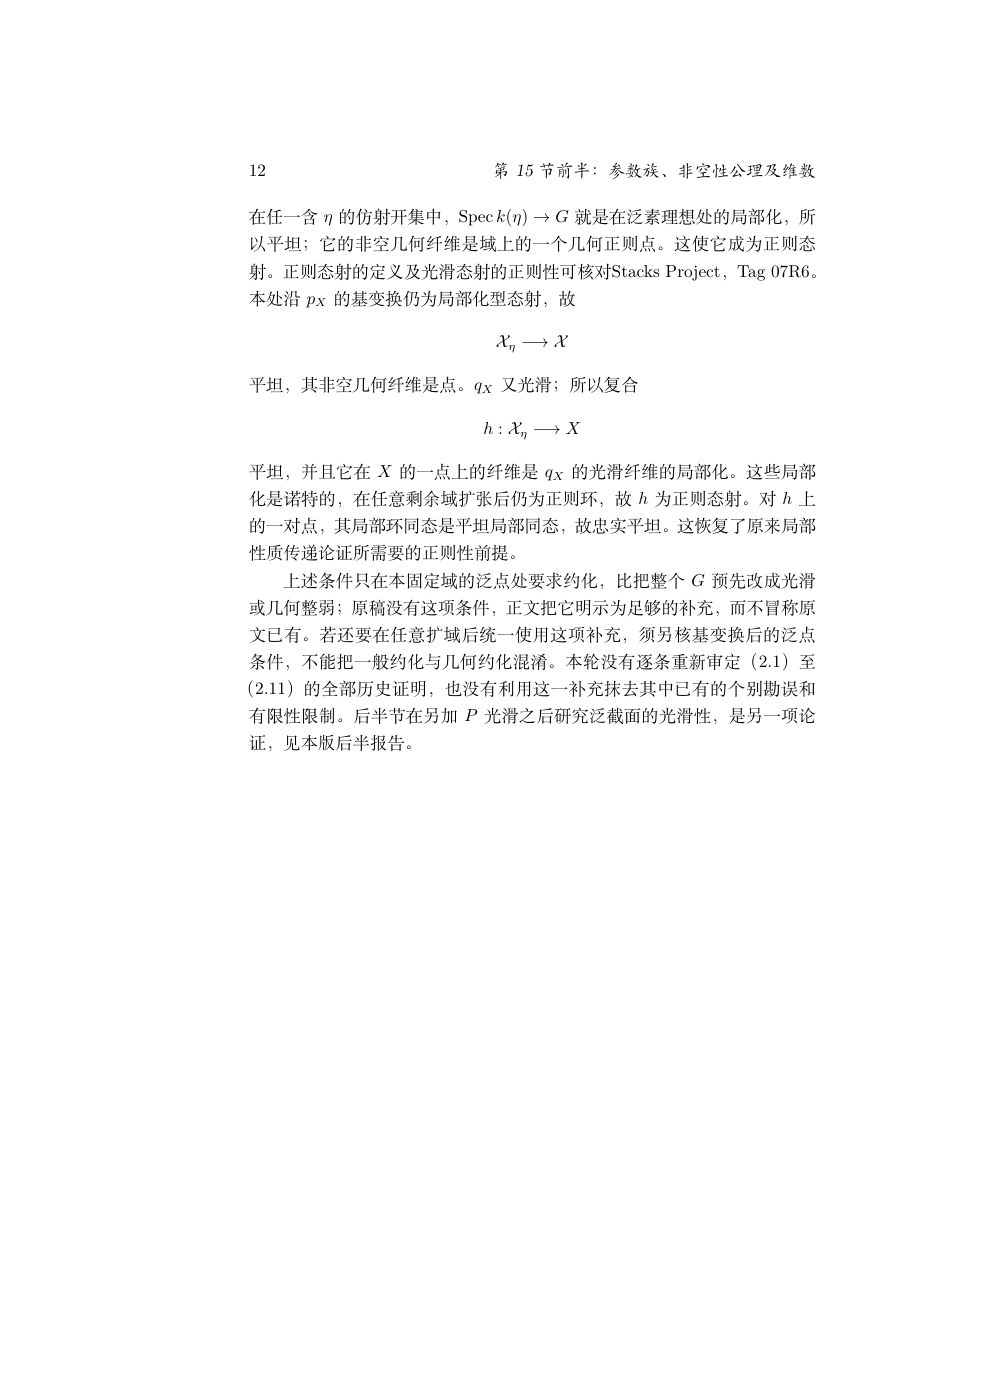 12 第 15 节前半：参数族、非空性公理及维数
在任一含 η 的仿射开集中，Spec k(η) → G 就是在泛素理想处的局部化，所
以平坦；它的非空几何纤维是域上的一个几何正则点。这使它成为正则态
射。正则态射的定义及光滑态射的正则性可核对Stacks Project，Tag 07R6。
本处沿 p_X 的基变换仍为局部化型态射，故
𝒳_η ⟶ 𝒳
平坦，其非空几何纤维是点。q_X 又光滑；所以复合
h : 𝒳_η ⟶ X
平坦，并且它在 X 的一点上的纤维是 q_X 的光滑纤维的局部化。这些局部
化是诺特的，在任意剩余域扩张后仍为正则环，故 h 为正则态射。对 h 上
的一对点，其局部环同态是平坦局部同态，故忠实平坦。这恢复了原来局部
性质传递论证所需要的正则性前提。
上述条件只在本固定域的泛点处要求约化，比把整个 G 预先改成光滑
或几何整弱；原稿没有这项条件，正文把它明示为足够的补充，而不冒称原
文已有。若还要在任意扩域后统一使用这项补充，须另核基变换后的泛点
条件，不能把一般约化与几何约化混淆。本轮没有逐条重新审定（2.1）至
（2.11）的全部历史证明，也没有利用这一补充抹去其中已有的个别勘误和
有限性限制。后半节在另加 P 光滑之后研究泛截面的光滑性，是另一项论
证，见本版后半报告。